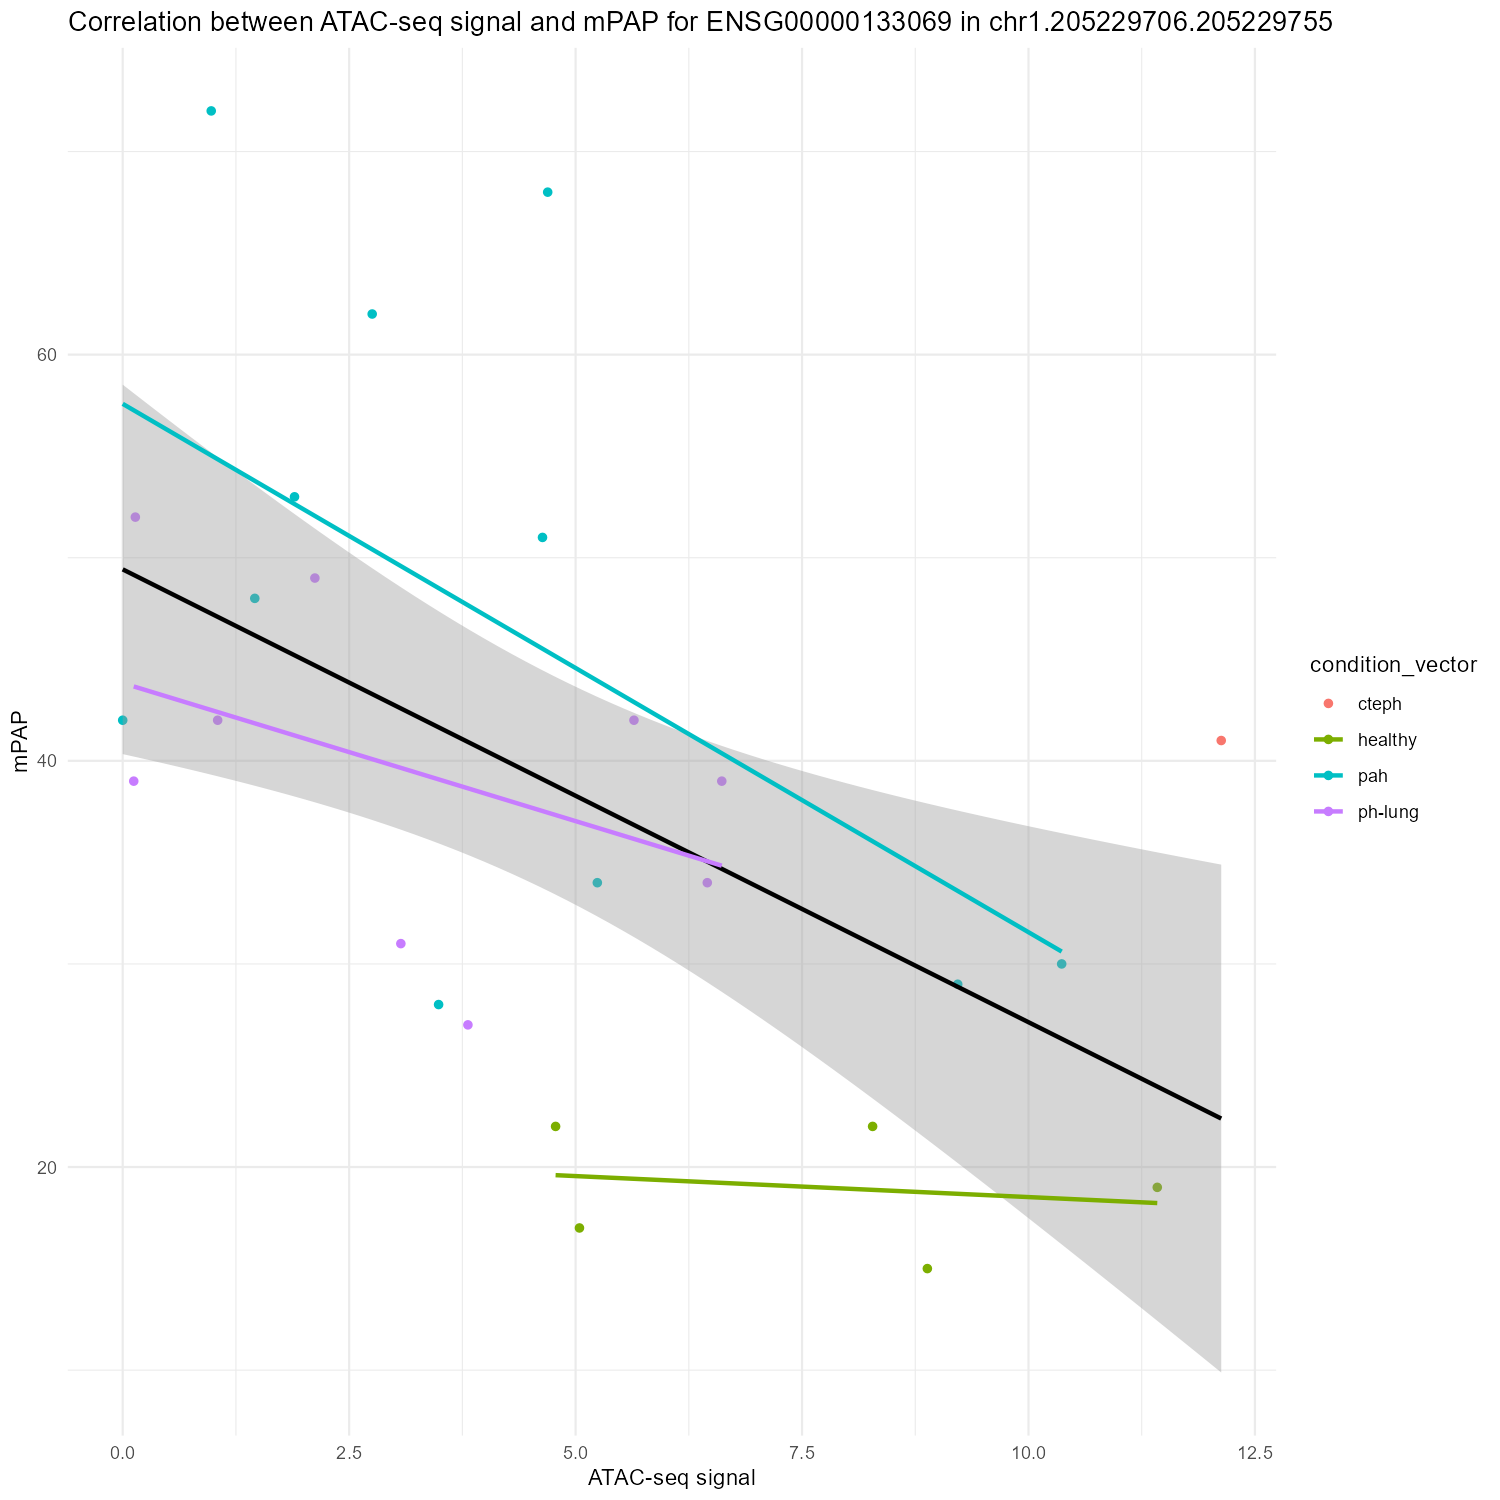 Correlation between ATAC-seq signal and mPAP for ENSG00000133069 in chr1.205229706.205229755
60
40
20
mPAP
0.0 2.5 5.0 7.5 10.0 12.5
ATAC-seq signal
condition_vector
cteph
healthy
pah
ph-lung